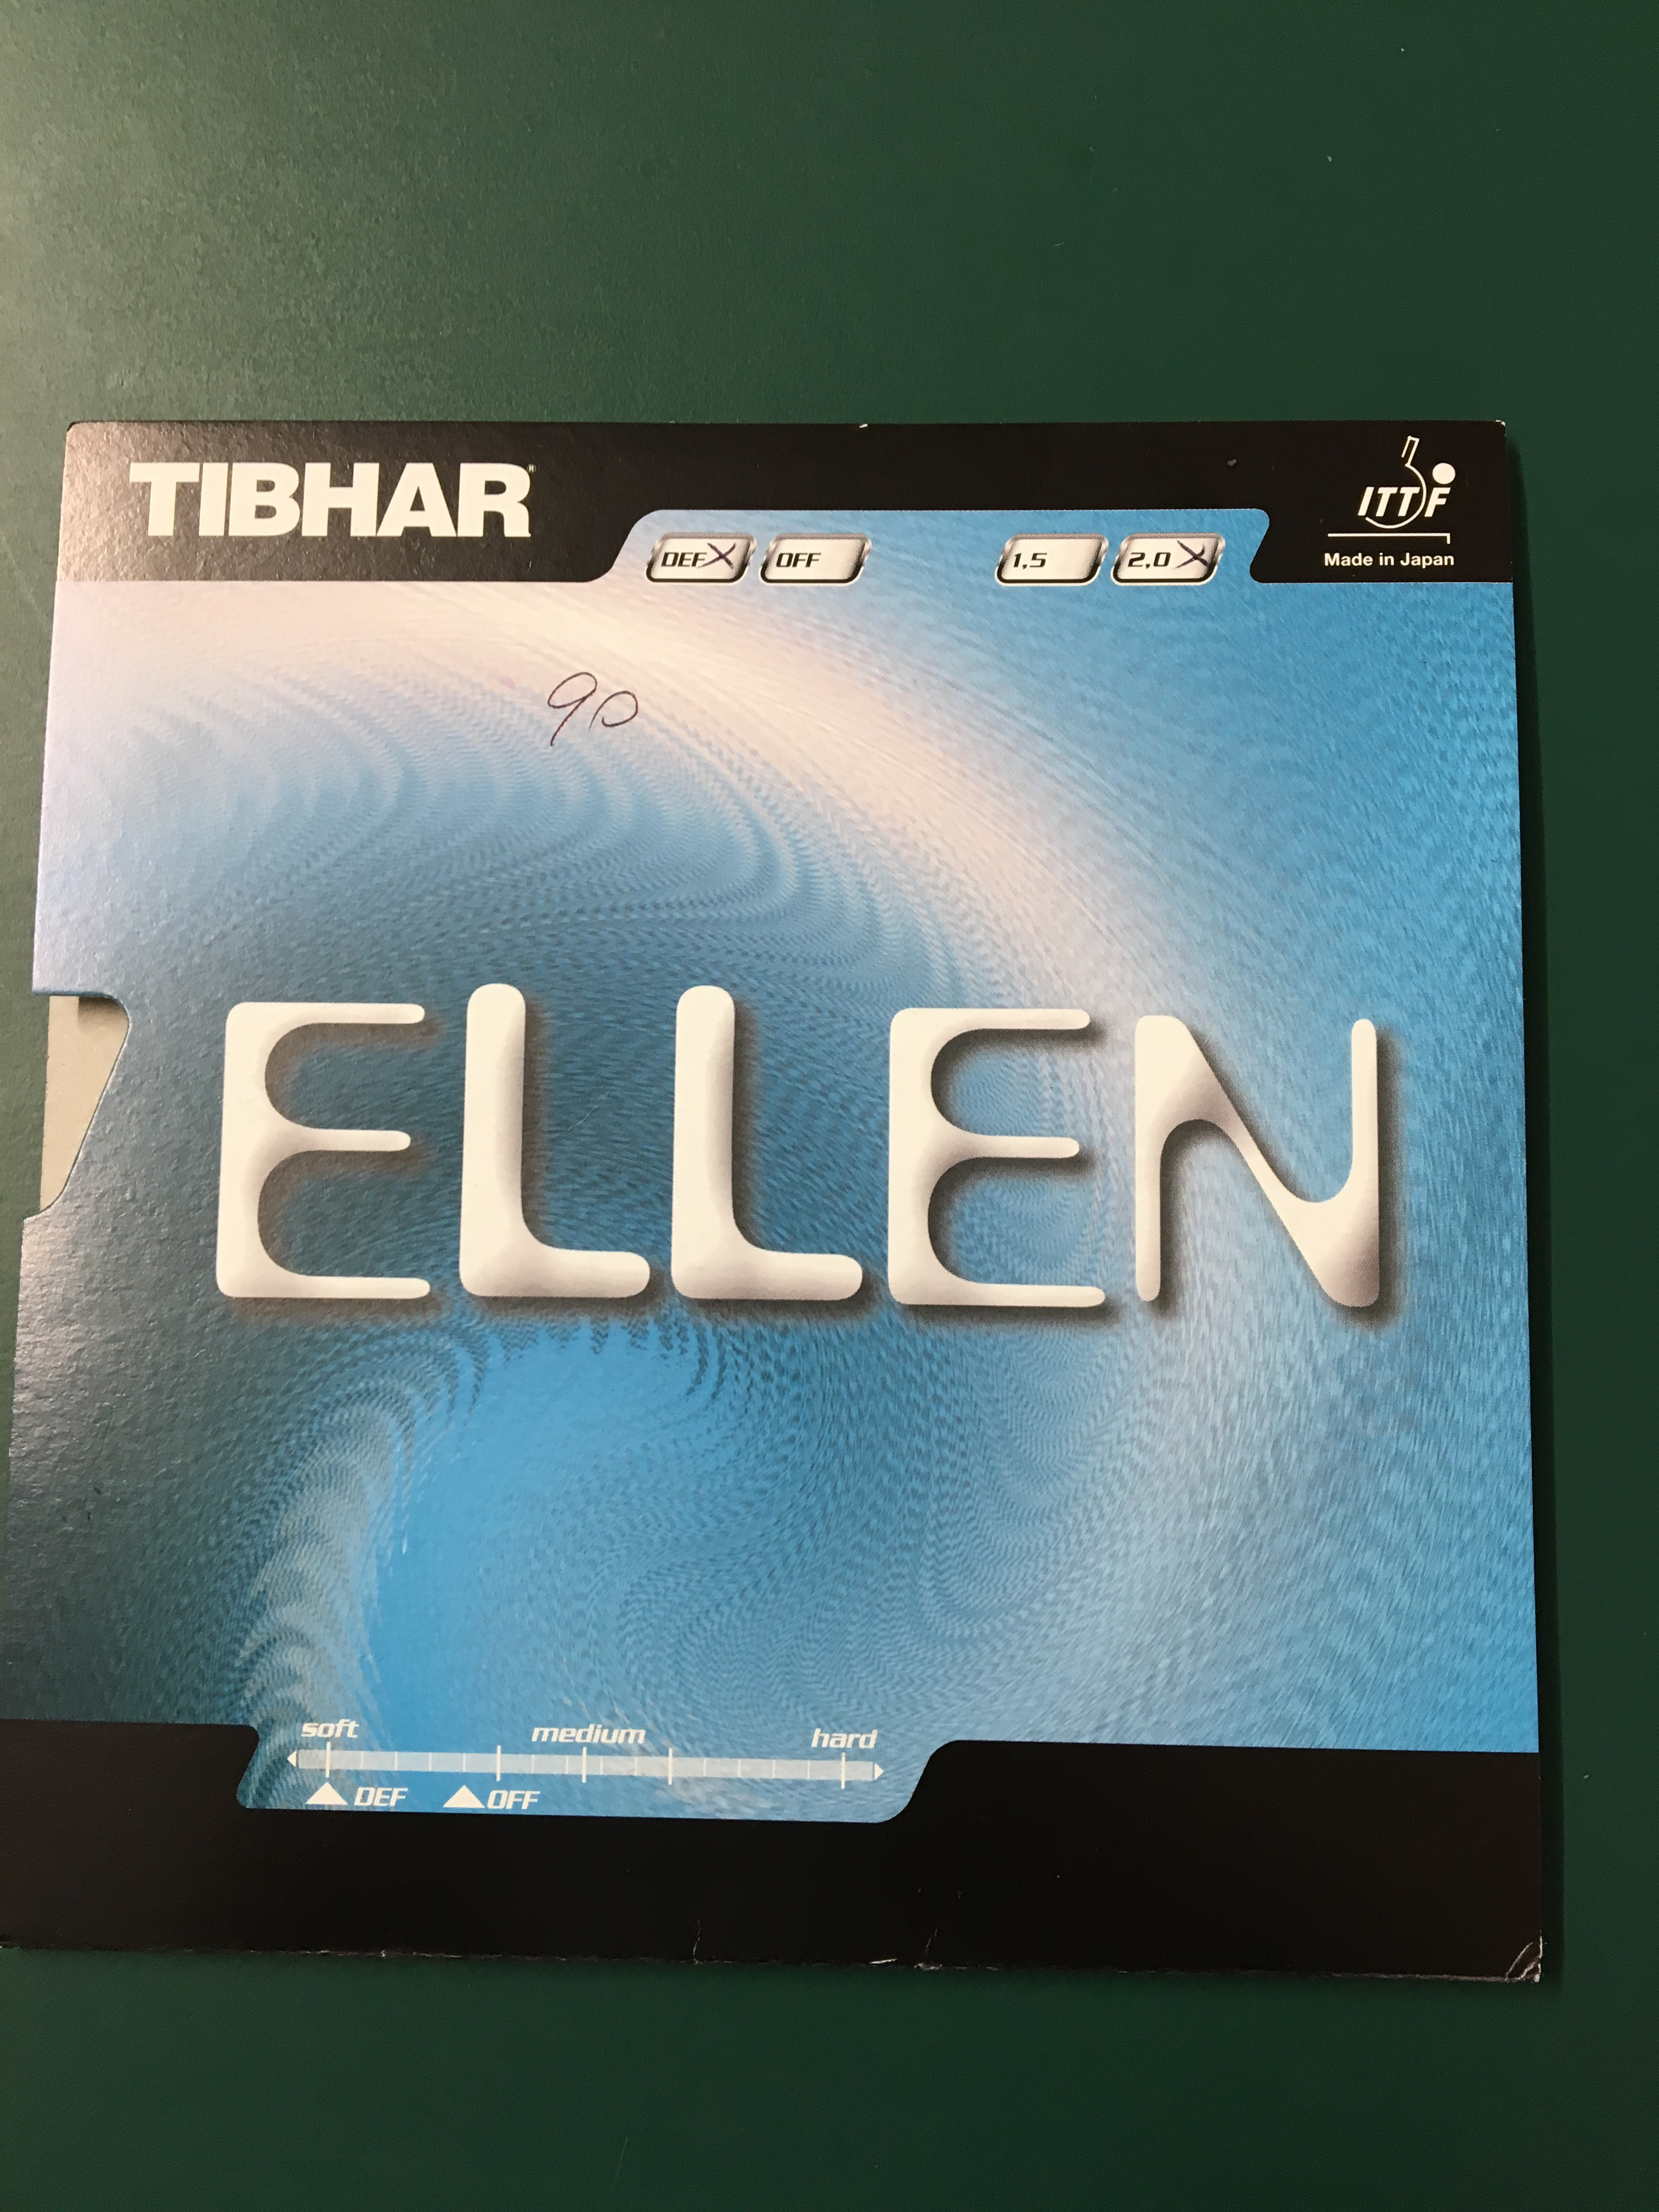 TIBHAR®
DEF X OFF 1,5 2,0 X
ITTF
Made in Japan
90
ELLEN
soft medium hard
DEF OFF